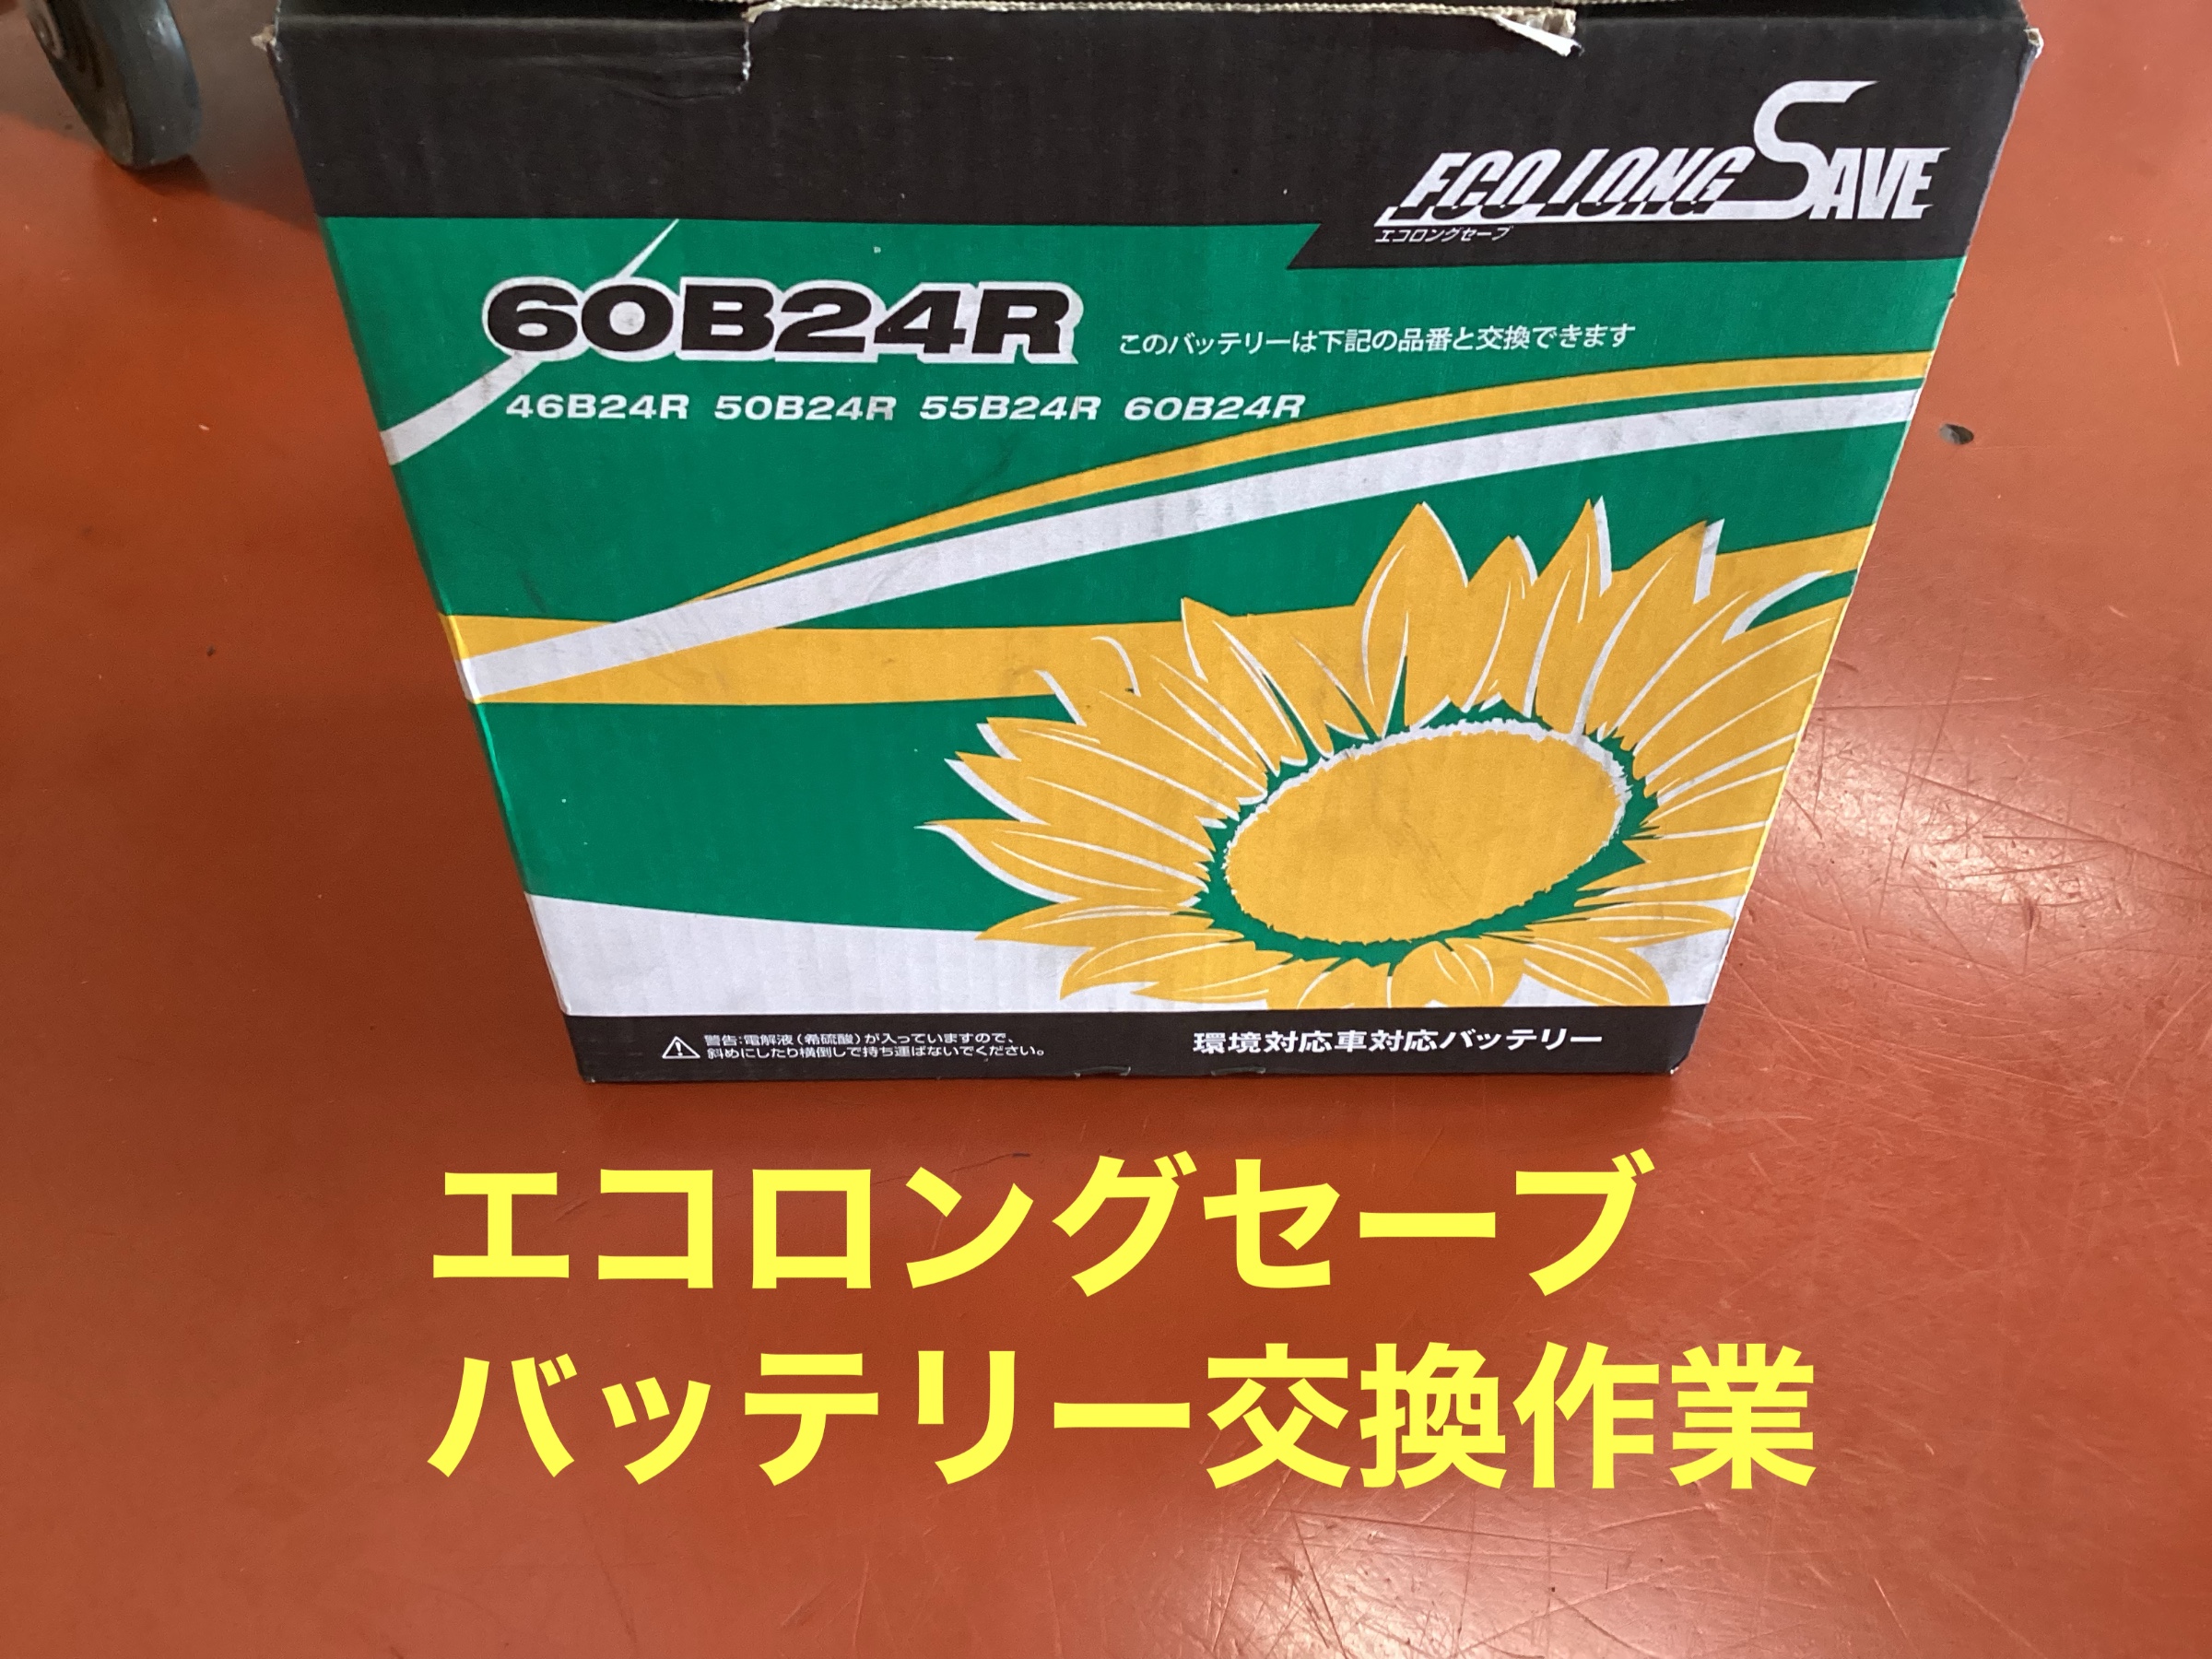 ECO LONG SAVE
エコロングセーブ
60B24R
このバッテリーは下記の品番と交換できます
46B24R 50B24R 55B24R 60B24R
警告:電解液(希硫酸)が入っていますので、
斜めにしたり横倒しで持ち運ばないでください。
環境対応車対応バッテリー
エコロングセーブ
バッテリー交換作業